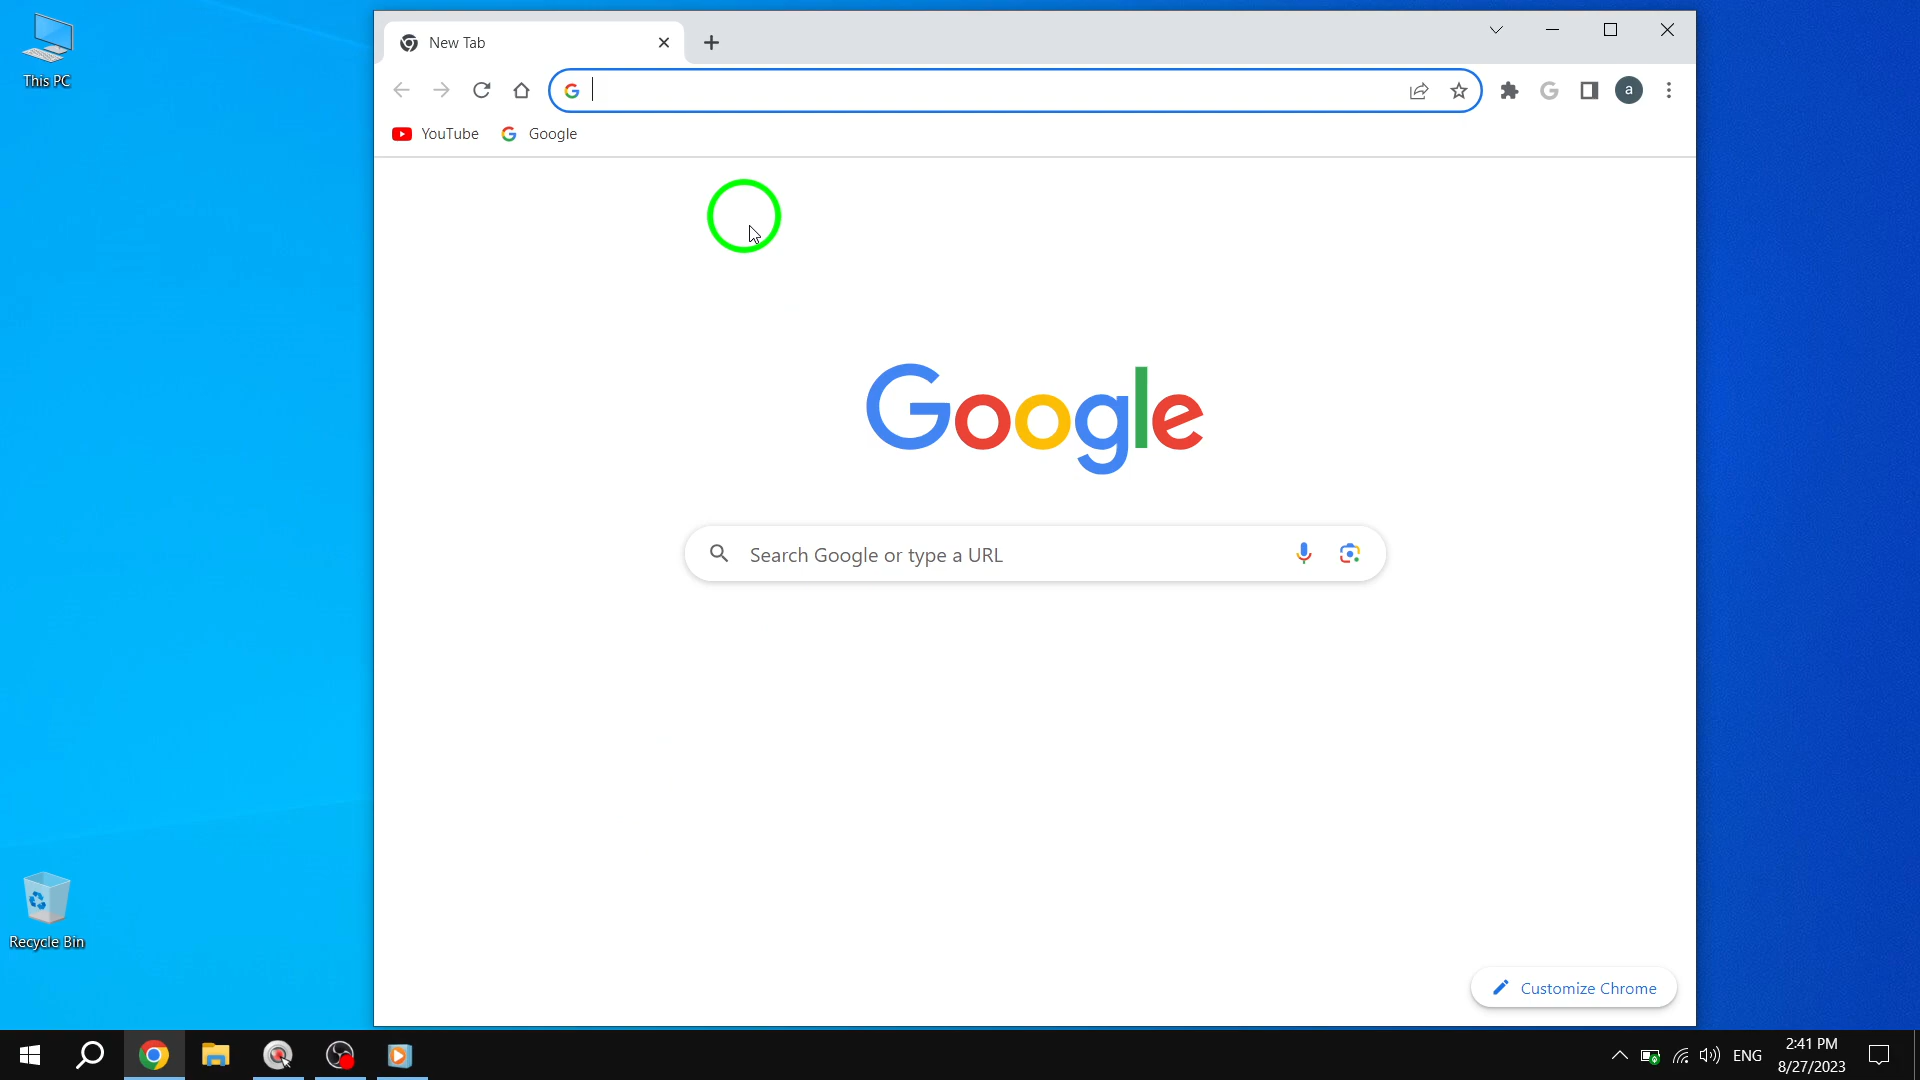 This PC
New Tab
a
YouTube
Google
Google
Search Google or type a URL
Recycle Bin
Customize Chrome
ENG
2:41 PM
8/27/2023